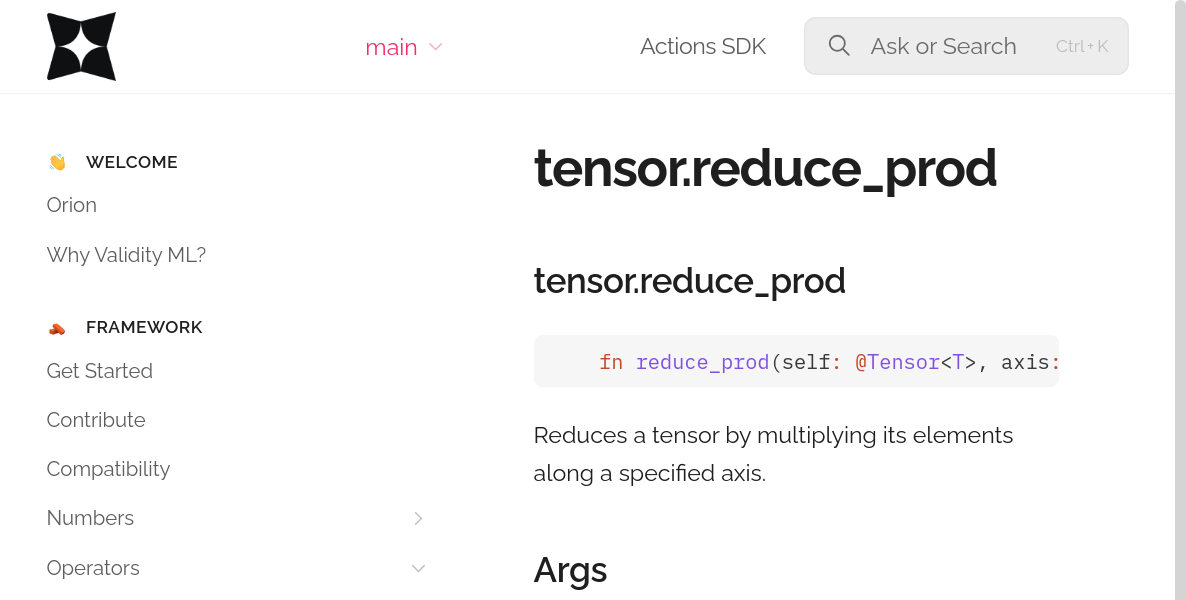 main
Actions SDK
Ask or Search
Ctrl + K
WELCOME
Orion
Why Validity ML?
FRAMEWORK
Get Started
Contribute
Compatibility
Numbers
Operators
tensor.reduce_prod
tensor.reduce_prod
fn reduce_prod(self: @Tensor<T>, axis:
Reduces a tensor by multiplying its elements
along a specified axis.
Args